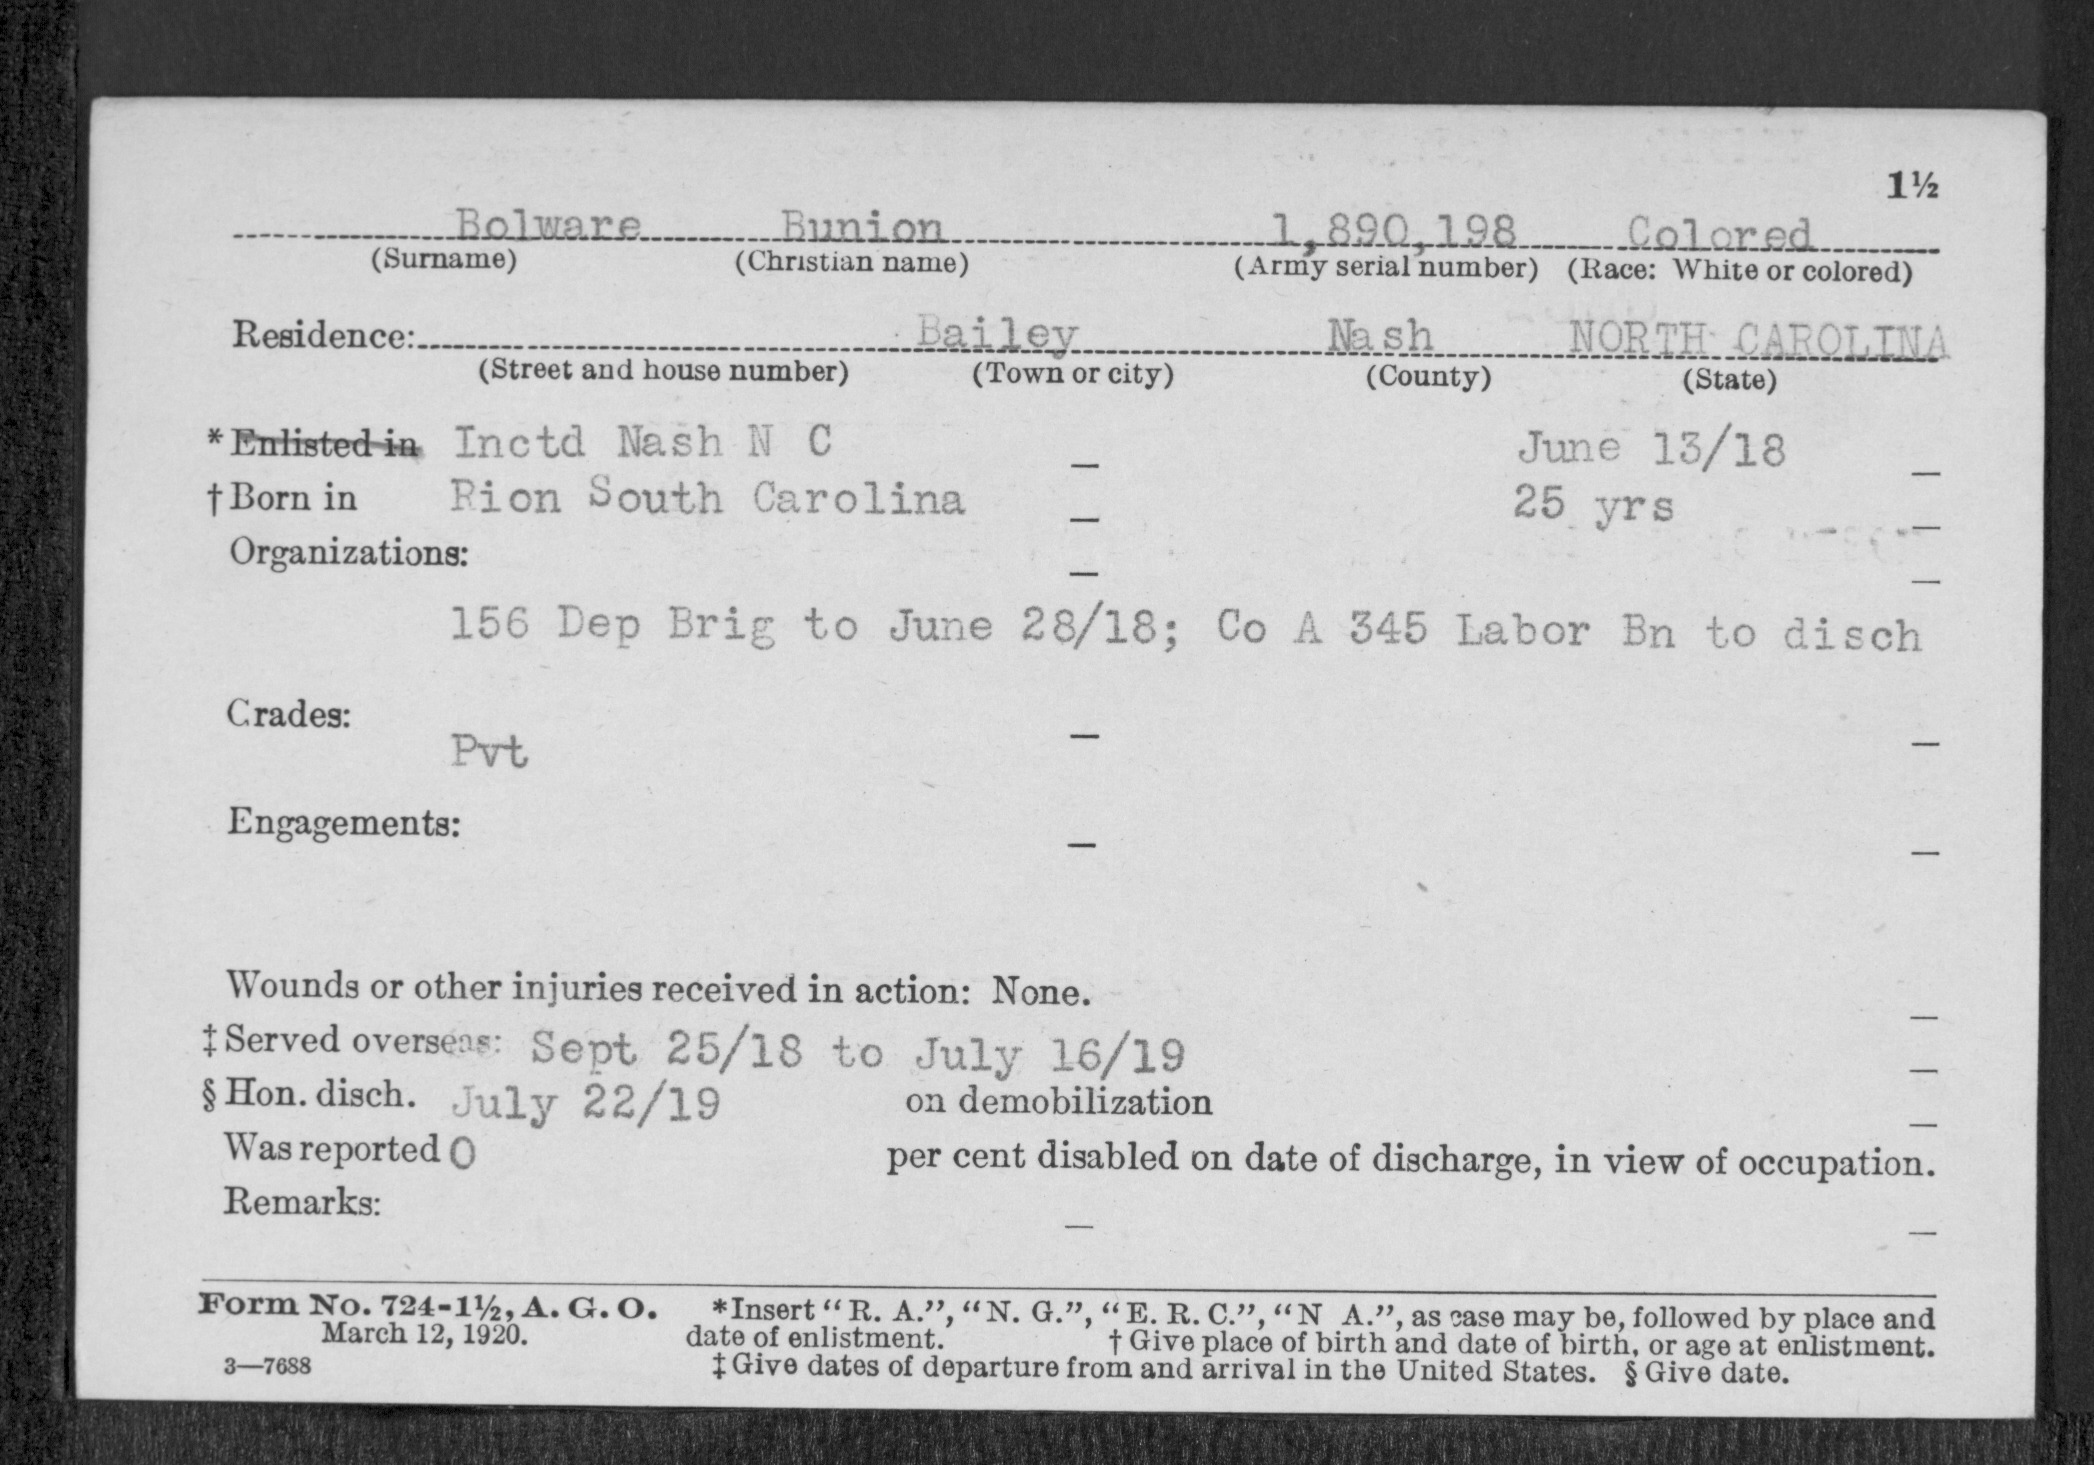 1½
Bolware Bunion 1,890,198 Colored
(Surname) (Christian name) (Army serial number) (Race: White or colored)
Residence: Bailey Nash NORTH CAROLINA
(Street and house number) (Town or city) (County) (State)
* Enlisted in Inctd Nash N C _ June 13/18 _
† Born in Rion South Carolina _ 25 yrs _
Organizations: _ _
156 Dep Brig to June 28/18; Co A 345 Labor Bn to disch
Grades: _ _
Pvt
Engagements: _ _
Wounds or other injuries received in action: None. _
‡ Served overseas: Sept 25/18 to July 16/19 _
§ Hon. disch. July 22/19 on demobilization _
Was reported 0 per cent disabled on date of discharge, in view of occupation.
Remarks: _ _
Form No. 724-1½, A. G. O. *Insert "R. A.", "N. G.", "E. R. C.", "N A.", as case may be, followed by place and
March 12, 1920. date of enlistment. † Give place of birth and date of birth, or age at enlistment.
3—7688 ‡ Give dates of departure from and arrival in the United States. § Give date.